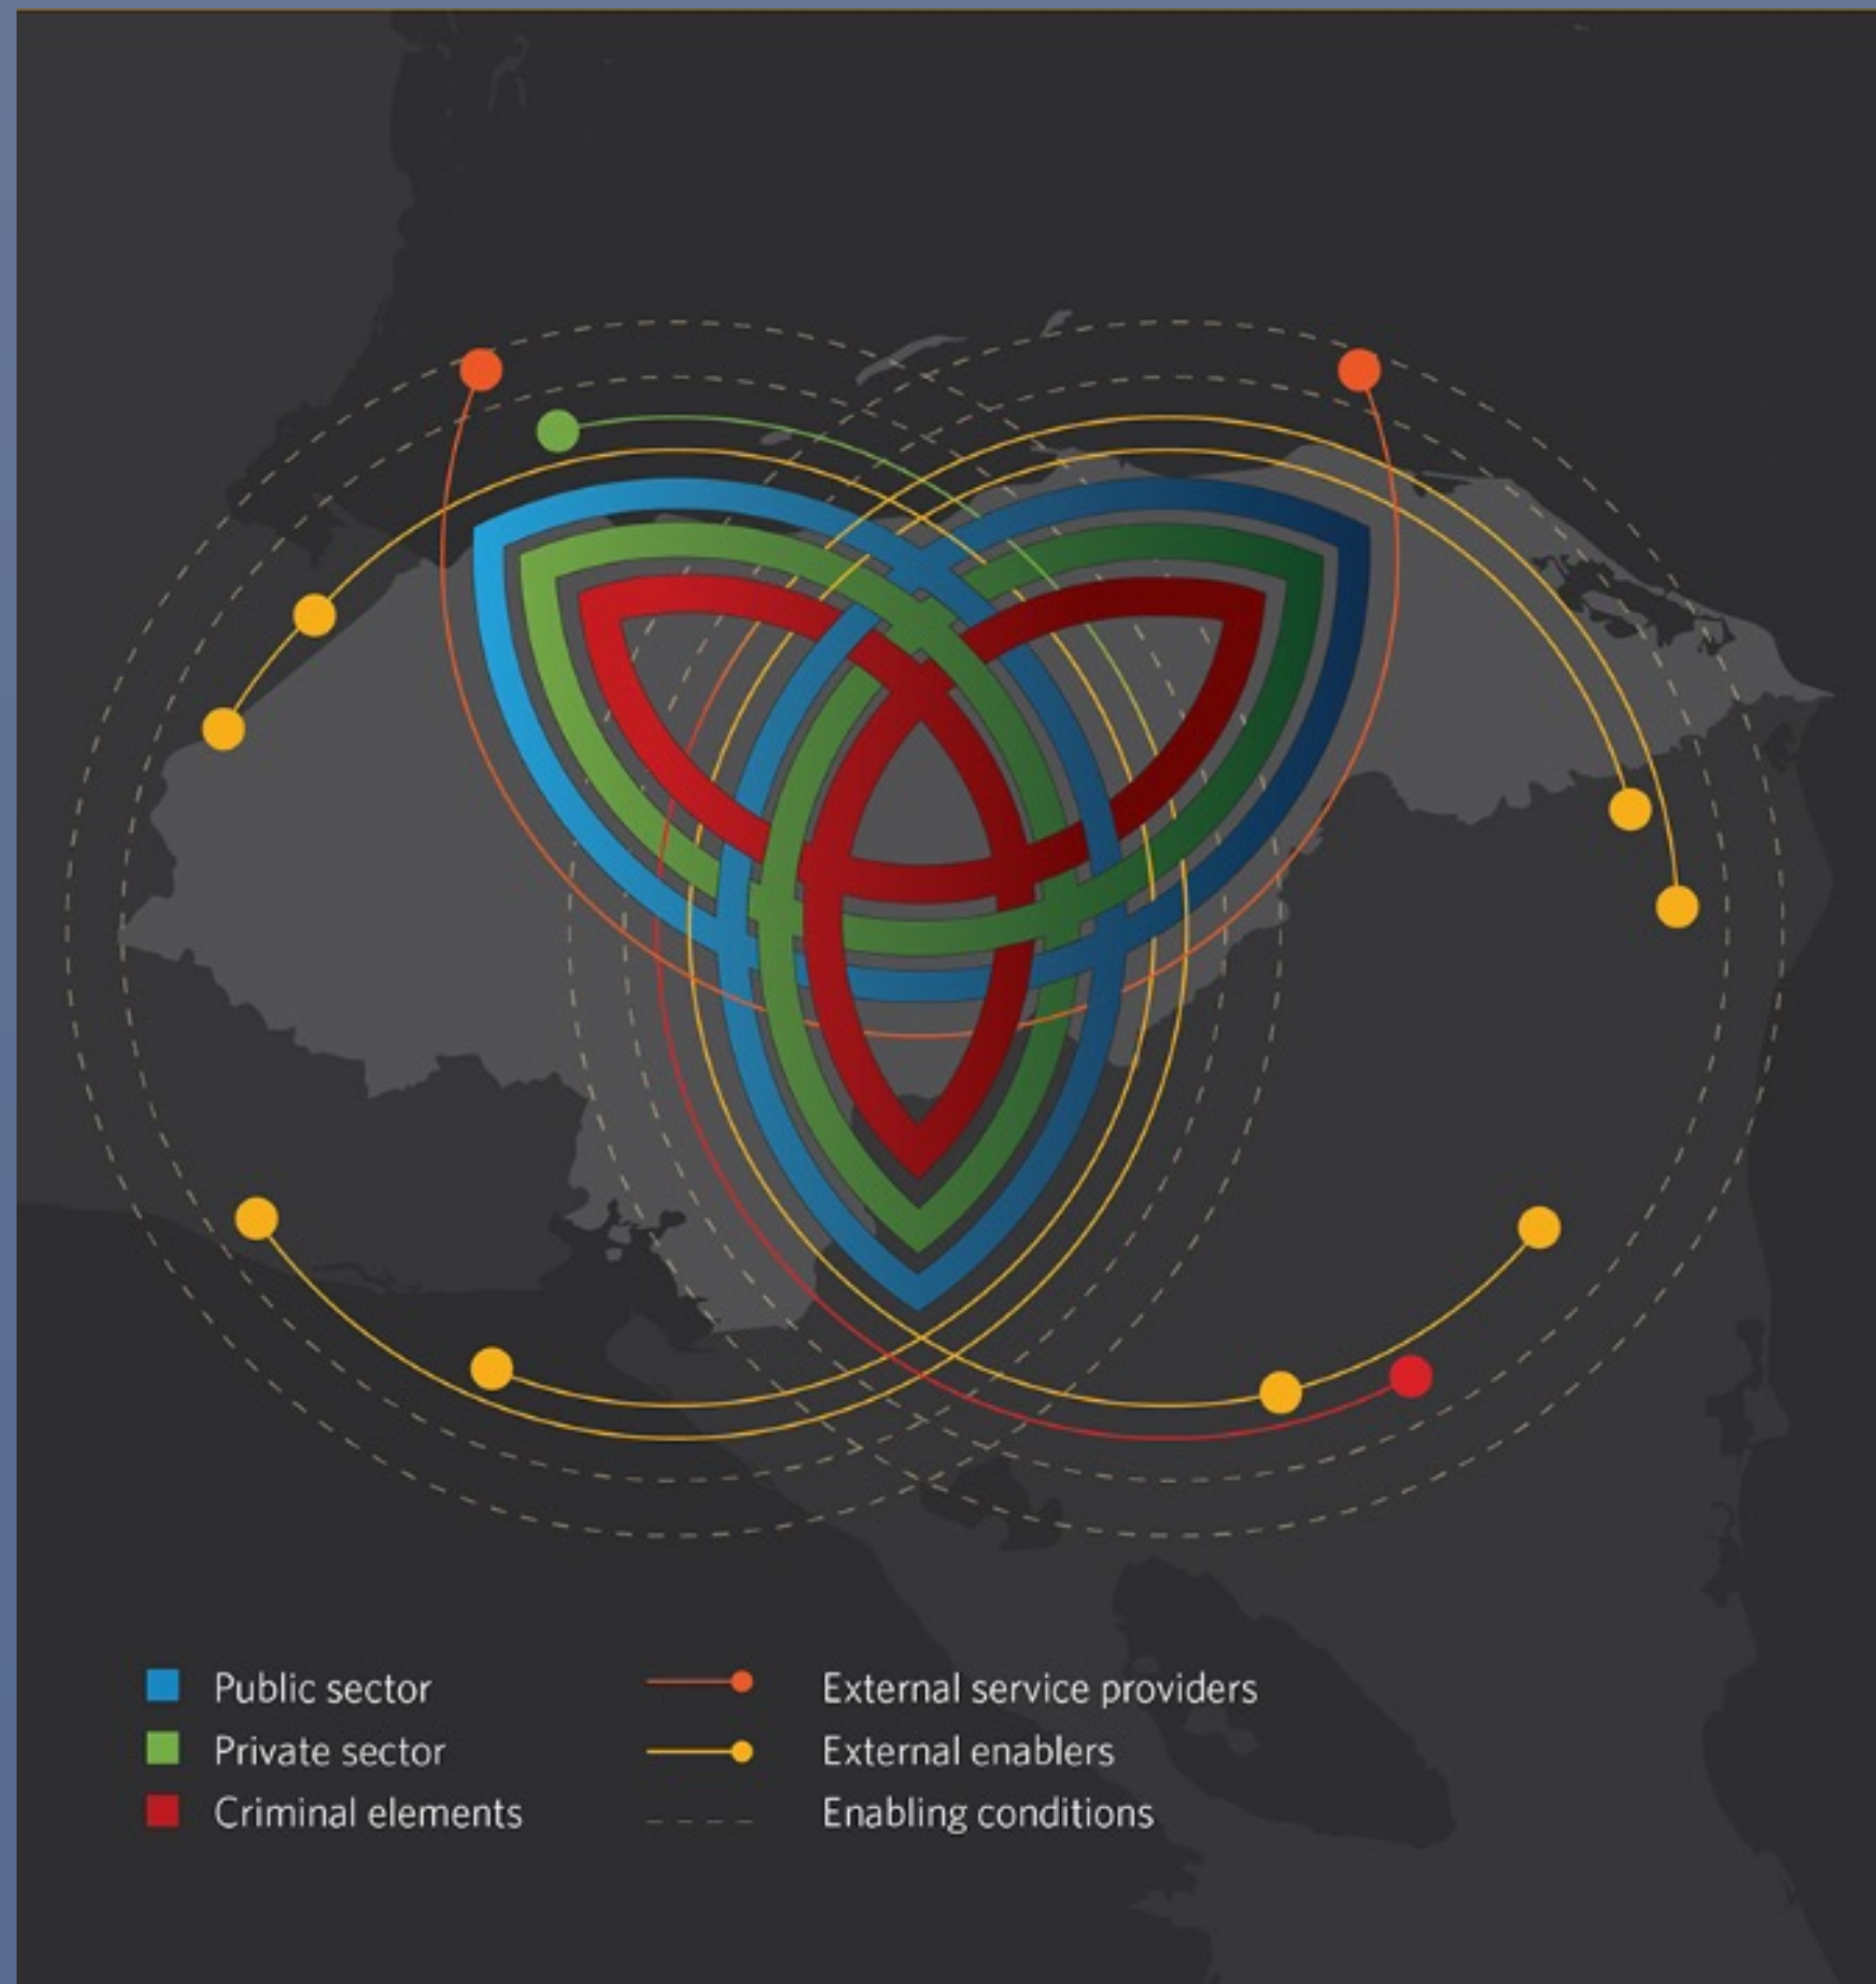 Public sector
Private sector
Criminal elements
External service providers
External enablers
Enabling conditions